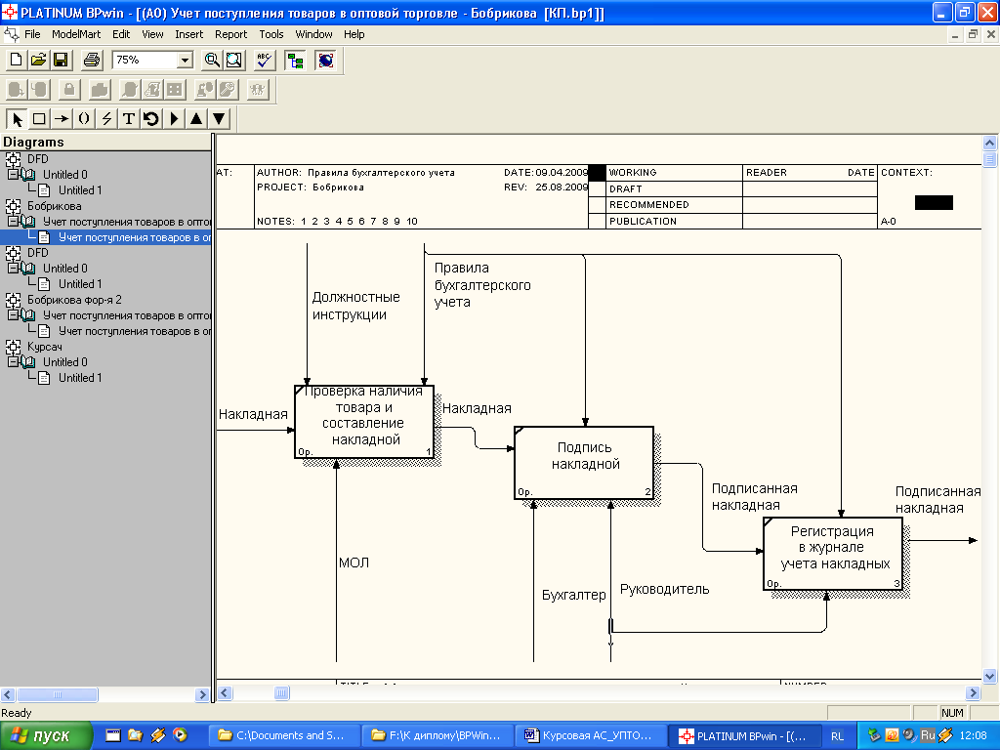 PLATINUM BPwin - [(A0) Учет поступления товаров в оптовой торговле - Бобрикова [КП.bp1]]
File ModelMart Edit View Insert Report Tools Window Help
75%
ABC
T
Diagrams
DFD
Untitled 0
Untitled 1
Бобрикова
Учет поступления товаров в опто
Учет поступления товаров в оп
DFD
Untitled 0
Untitled 1
Бобрикова фор-я 2
Учет поступления товаров в опто
Учет поступления товаров в оп
Курсач
Untitled 0
Untitled 1
AT: AUTHOR: Правила бухгалтерского учета DATE: 09.04.2009 WORKING READER DATE CONTEXT:
PROJECT: Бобрикова REV: 25.08.2009 DRAFT
RECOMMENDED
NOTES: 1 2 3 4 5 6 7 8 9 10 PUBLICATION A-0
Правила
бухгалтерского
учета
Должностные
инструкции
Накладная
Проверка наличия
товара и
составление
накладной
0р. 1
Накладная
Подпись
накладной
0р. 2
Подписанная
накладная
Подписанная
накладная
Регистрация
в журнале
учета накладных
0р. 3
МОЛ
Бухгалтер
Руководитель
TITLE: NUMBER:
Ready NUM
пуск C:\Documents and S... F:\К диплому\BPWin... Курсовая АС_УПТО... PLATINUM BPwin - [(... RL Ru 12:08